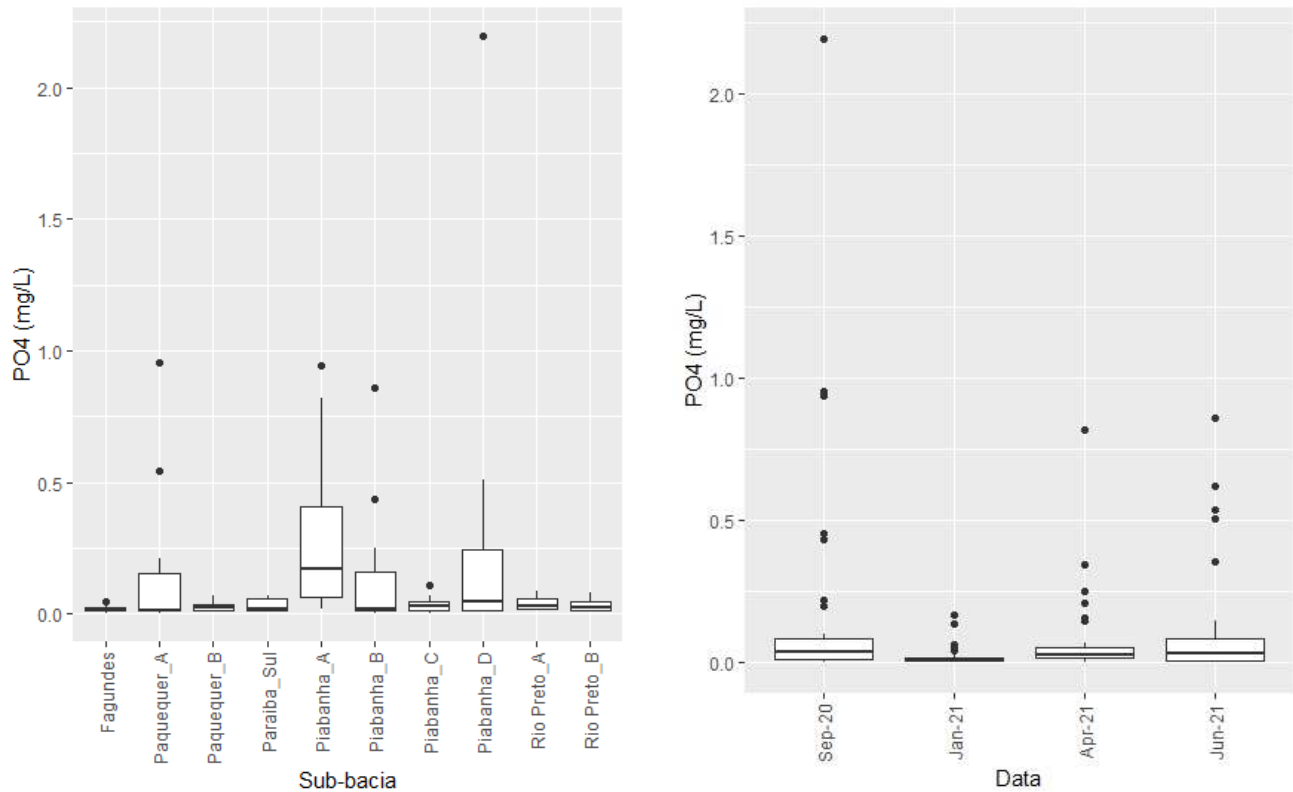 PO4 (mg/L)
2.0
1.5
1.0
0.5
0.0
Fagundes
Paquequer_A
Paquequer_B
Paraiba_Sul
Piabanha_A
Piabanha_B
Piabanha_C
Piabanha_D
Rio Preto_A
Rio Preto_B
Sub-bacia
PO4 (mg/L)
2.0
1.5
1.0
0.5
0.0
Sep-20
Jan-21
Apr-21
Jun-21
Data